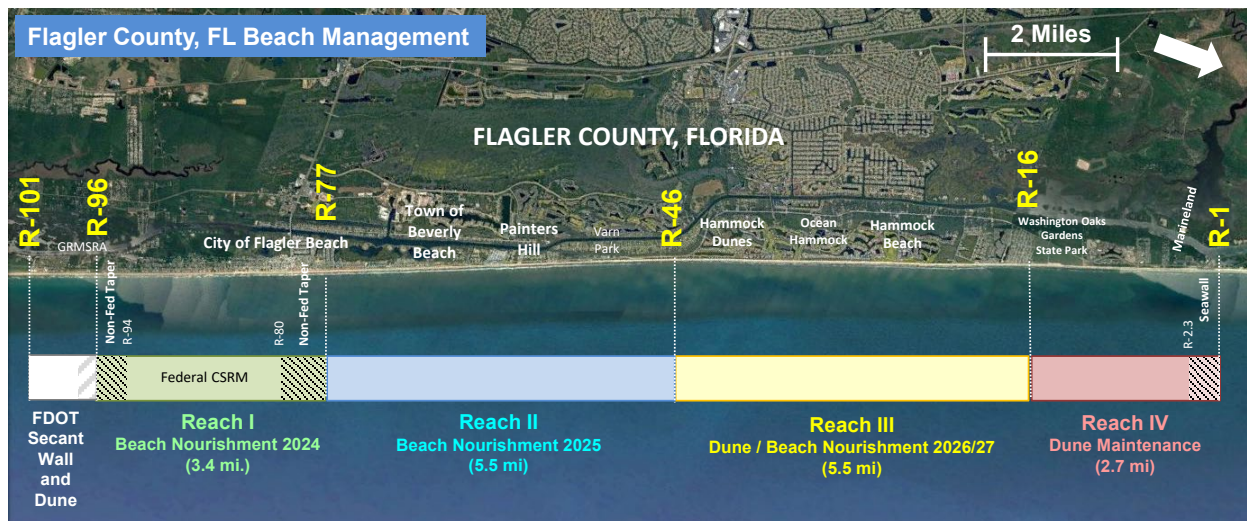 Flagler County, FL Beach Management
2 Miles
FLAGLER COUNTY, FLORIDA
R-101
R-96
R-77
R-46
R-16
R-1
GRMSRA
City of Flagler Beach
Town of
Beverly
Beach
Painters
Hill
Varn
Park
Hammock
Dunes
Ocean
Hammock
Hammock
Beach
Washington Oaks
Gardens
State Park
Marineland
Non-Fed Taper
R-94
R-80
Non-Fed Taper
R-2.3
Seawall
Federal CSRM
FDOT
Secant
Wall
and
Dune
Reach I
Beach Nourishment 2024
(3.4 mi.)
Reach II
Beach Nourishment 2025
(5.5 mi)
Reach III
Dune / Beach Nourishment 2026/27
(5.5 mi)
Reach IV
Dune Maintenance
(2.7 mi)